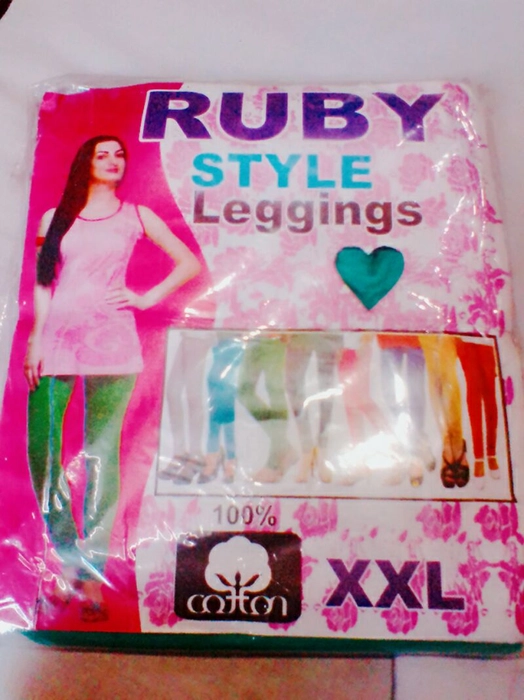 RUBY
STYLE
Leggings
100%
cotton
XXL